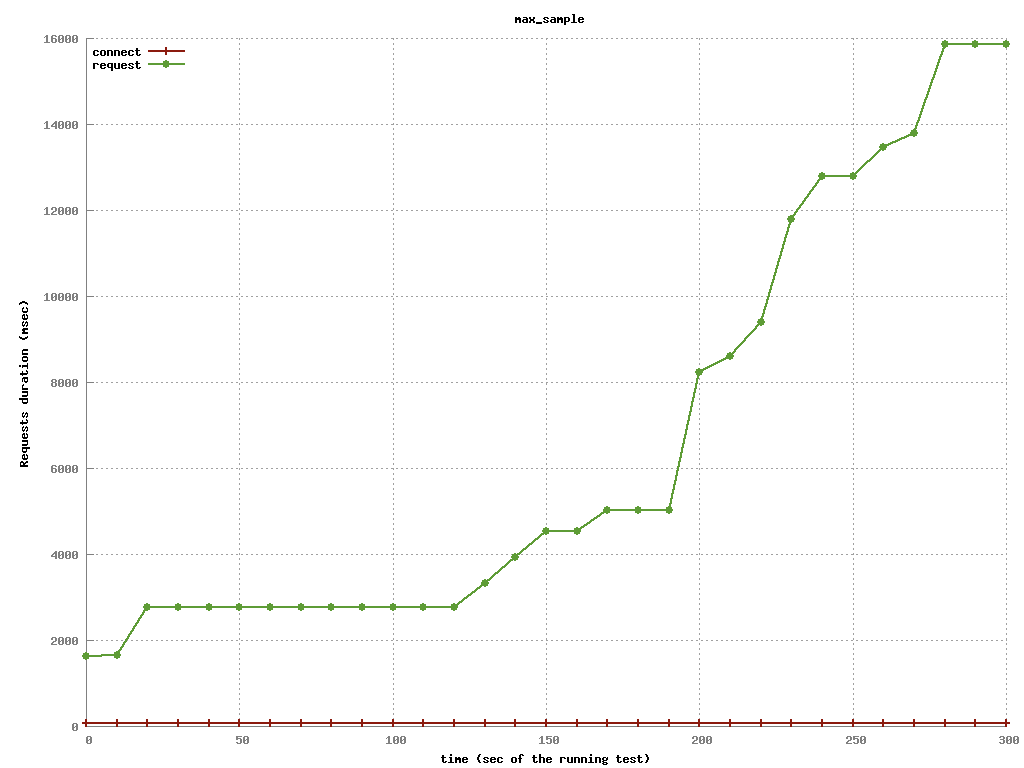 max_sample
connect
request
16000
14000
12000
10000
8000
6000
4000
2000
0
Requests duration (msec)
0 50 100 150 200 250 300
time (sec of the running test)